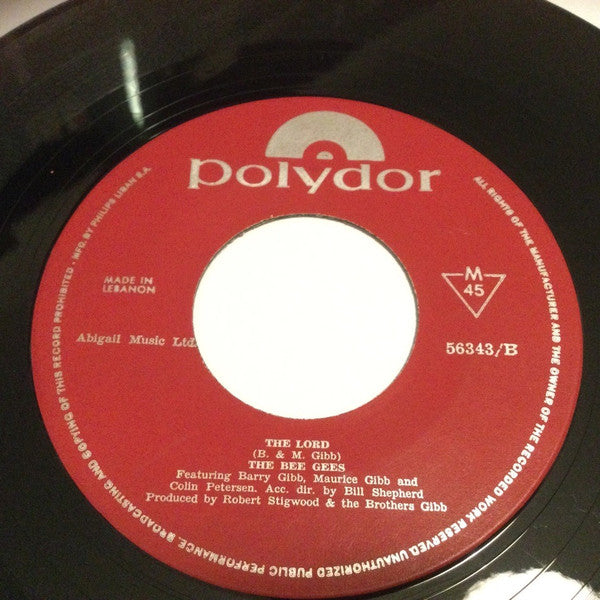 polydor
MADE IN
LEBANON
M
45
Abigail Music Ltd.
56343/B
THE LORD
(B. & M. Gibb)
THE BEE GEES
Featuring Barry Gibb, Maurice Gibb and
Colin Petersen. Acc. dir. by Bill Shepherd
Produced by Robert Stigwood & the Brothers Gibb
ALL RIGHTS OF THE MANUFACTURER AND THE OWNER OF THE RECORDED WORK RESERVED. UNAUTHORIZED PUBLIC PERFORMANCE, BROADCASTING AND COPYING OF THIS RECORD PROHIBITED - MFG. BY PHILIPS LIBAN S.A.